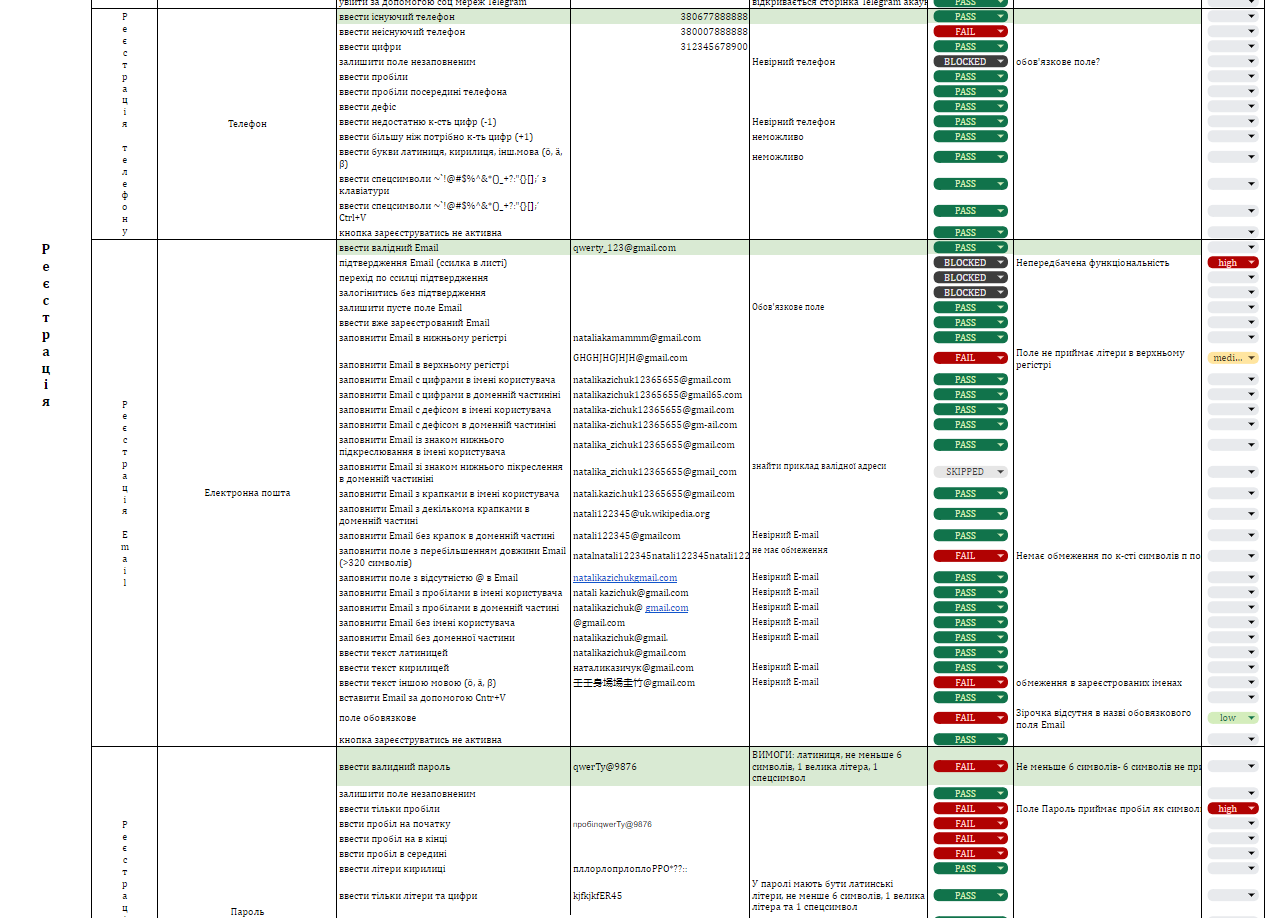 увійти за допомогою соц мереж Telegram
відкривається сторінка Telegram акаун
PASS
Реєстрація
Реєстрація телефону
Телефон
ввести існуючий телефон 380677888888 PASS
ввести неіснуючий телефон 380007888888 FAIL
ввести цифри 312345678900 PASS
залишити поле незаповненим Невірний телефон BLOCKED обов'язкове поле?
ввести пробіли PASS
ввести пробіли посередині телефона PASS
ввести дефіс PASS
ввести недостатню к-сть цифр (-1) Невірний телефон PASS
ввести більшу ніж потрібно к-ть цифр (+1) неможливо PASS
ввести букви латиниця, кирилиця, інш.мова (ö, ä,
β) неможливо PASS
ввести спецсимволи ~`!@#$%^&*()_+?:"{}[];' з
клавіатури PASS
ввести спецсимволи ~`!@#$%^&*()_+?:"{}[];'
Ctrl+V PASS
кнопка зареєструватись не активна PASS
Реєстрація Email
Електронна пошта
ввести валідний Email qwerty_123@gmail.com PASS
підтвердження Email (ссилка в листі) BLOCKED Непередбачена функціональність high
перехід по ссилці підтвердження BLOCKED
залогінитись без підтвердження BLOCKED
залишити пусте поле Email Обов'язкове поле PASS
ввести вже зареєстрований Email PASS
заповнити Email в нижньому регістрі nataliakamammm@gmail.com PASS
заповнити Email в верхньому регістрі GHGHJHGJHJH@gmail.com FAIL Поле не приймає літери в верхньому
регістрі medi...
заповнити Email с цифрами в імені користувача natalikazichuk12365655@gmail.com PASS
заповнити Email с цифрами в доменній частиніні natalikazichuk12365655@gmail65.com PASS
заповнити Email с дефісом в імені користувача natalika-zichuk12365655@gmail.com PASS
заповнити Email с дефісом в доменній частиніні natalika-zichuk12365655@gm-ail.com PASS
заповнити Email із знаком нижнього
підкреслювання в імені користувача natalika_zichuk12365655@gmail.com PASS
заповнити Email зі знаком нижнього пікреслення
в доменній частиніні natalika_zichuk12365655@gmail_com знайти приклад валідної адреси SKIPPED
заповнити Email з крапками в імені користувача natali.kazic.huk12365655@gmail.com PASS
заповнити Email з декількома крапками в
доменній частині natali122345@uk.wikipedia.org PASS
заповнити Email без крапок в доменній частині natali122345@gmailcom Невірний E-mail PASS
заповнити поле з перебільшенням довжини Email
(>320 символів) natalnatali122345natali122345natali122 не має обмеження FAIL Немає обмеження по к-сті символів п по
заповнити поле з відсутністю @ в Email natalikazichukgmail.com Невірний E-mail PASS
заповнити Email з пробілами в імені користувача natali kazichuk@gmail.com Невірний E-mail PASS
заповнити Email з пробілами в доменній частині natalikazichuk@ gmail.com Невірний E-mail PASS
заповнити Email без імені користувача @gmail.com Невірний E-mail PASS
заповнити Email без доменної частини natalikazichuk@gmail. Невірний E-mail PASS
ввести текст латиницей natalikazichuk@gmail.com PASS
ввести текст кирилицей наталиказичук@gmail.com Невірний E-mail PASS
ввести текст іншою мовою (ö, ä, β) @gmail.com Невірний E-mail FAIL обмеження в зареєстрованих іменах
вставити Email за допомогою Cntr+V PASS
поле обовязкове FAIL Зірочка відсутня в назві обовязкового
поля Email low
кнопка зареєструватись не активна PASS
Реєстраці
Пароль
ввести валидний пароль qwerTy@9876 ВИМОГИ: латиниця, не меньше 6
символів, 1 велика літера, 1
спецсимвол FAIL Не меньше 6 символів- 6 символів не при
залишити поле незаповненим PASS
ввести тільки пробіли FAIL Поле Пароль приймає пробіл як символ high
ввсти пробіл на початку пробілqwerTy@9876 FAIL
ввсти пробіл на в кінці FAIL
ввсти пробіл в середині FAIL
ввести літери кирилиці пллорлопрлоплоРРО*??:: PASS
ввести тільки літери та цифри kjfkjkfER45 У паролі мають бути латинські
літери, не менше 6 символів, 1 велика
літера та 1 спецсимвол PASS